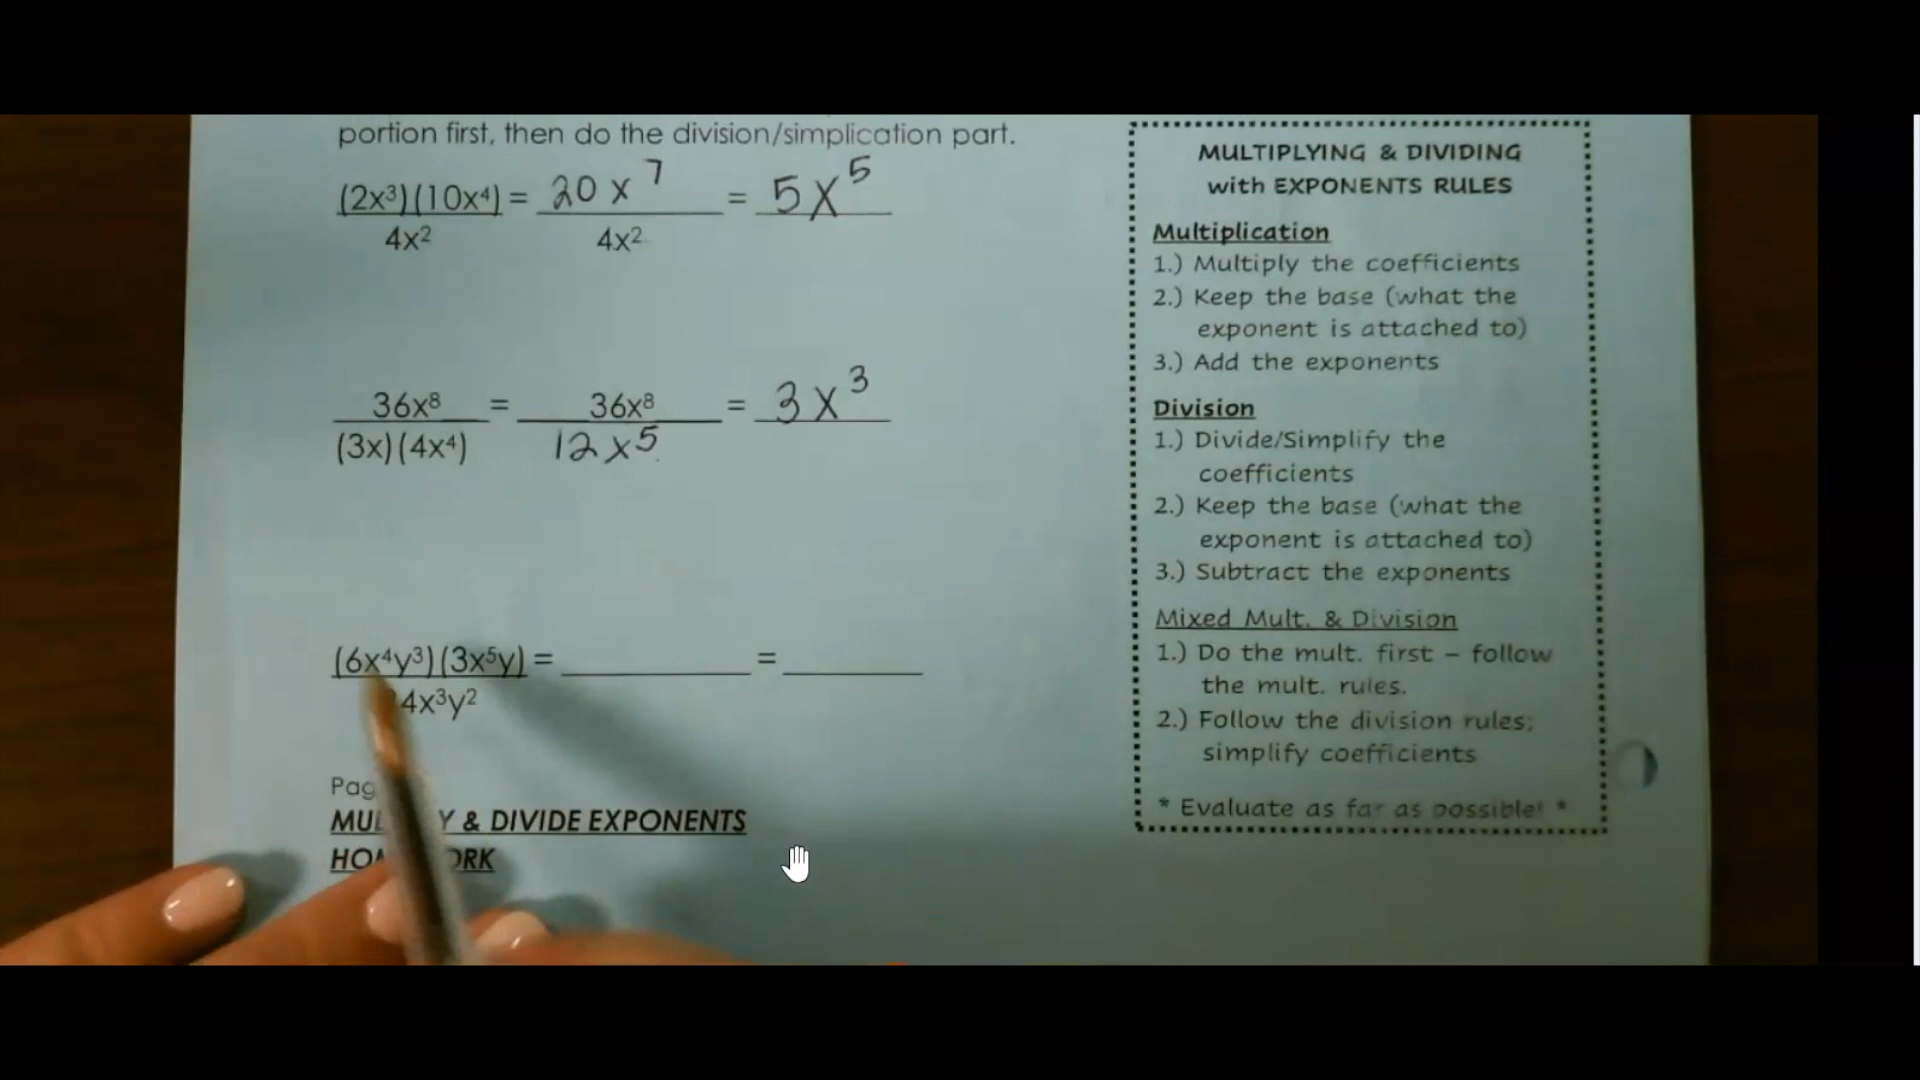 portion first, then do the division/simplication part.
(2x³)(10x⁴) = 20x⁷ = 5x⁵
4x² 4x²
36x⁸ = 36x⁸ = 3x³
(3x)(4x⁴) 12x⁵
(6x⁴y³)(3x⁵y) = =
4x³y²
MULTIPLYING & DIVIDING
with EXPONENTS RULES
Multiplication
1.) Multiply the coefficients
2.) Keep the base (what the
exponent is attached to)
3.) Add the exponents
Division
1.) Divide/Simplify the
coefficients
2.) Keep the base (what the
exponent is attached to)
3.) Subtract the exponents
Mixed Mult. & Division
1.) Do the mult. first – follow
the mult. rules.
2.) Follow the division rules;
simplify coefficients
* Evaluate as far as possible! *
& DIVIDE EXPONENTS